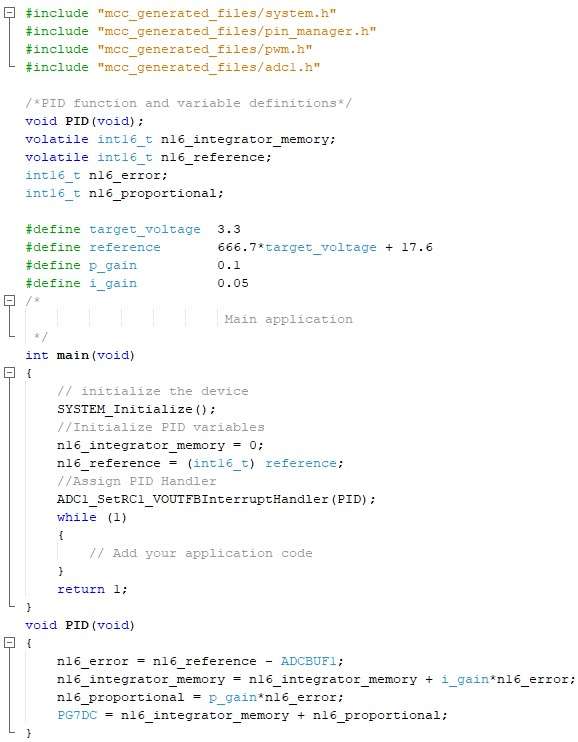 #include "mcc_generated_files/system.h"
#include "mcc_generated_files/pin_manager.h"
#include "mcc_generated_files/pwm.h"
#include "mcc_generated_files/adc1.h"

/*PID function and variable definitions*/
void PID(void);
volatile int16_t n16_integrator_memory;
volatile int16_t n16_reference;
int16_t n16_error;
int16_t n16_proportional;

#define target_voltage  3.3
#define reference       666.7*target_voltage + 17.6
#define p_gain          0.1
#define i_gain          0.05
/*
                         Main application
 */
int main(void)
{
    // initialize the device
    SYSTEM_Initialize();
    //Initialize PID variables
    n16_integrator_memory = 0;
    n16_reference = (int16_t) reference;
    //Assign PID Handler
    ADC1_SetRC1_VOUTFBInterruptHandler(PID);
    while (1)
    {
        // Add your application code
    }
    return 1;
}
void PID(void)
{
    n16_error = n16_reference - ADCBUF1;
    n16_integrator_memory = n16_integrator_memory + i_gain*n16_error;
    n16_proportional = p_gain*n16_error;
    PG7DC = n16_integrator_memory + n16_proportional;
}